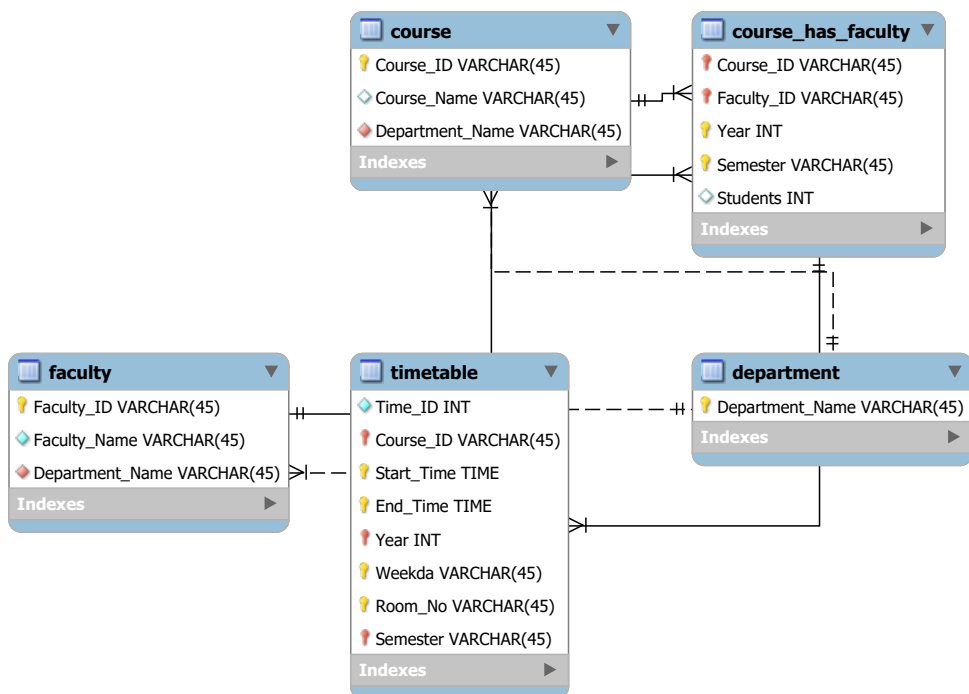 course
Course_ID VARCHAR(45)
Course_Name VARCHAR(45)
Department_Name VARCHAR(45)
Indexes
course_has_faculty
Course_ID VARCHAR(45)
Faculty_ID VARCHAR(45)
Year INT
Semester VARCHAR(45)
Students INT
Indexes
faculty
Faculty_ID VARCHAR(45)
Faculty_Name VARCHAR(45)
Department_Name VARCHAR(45)
Indexes
timetable
Time_ID INT
Course_ID VARCHAR(45)
Start_Time TIME
End_Time TIME
Year INT
Weekda VARCHAR(45)
Room_No VARCHAR(45)
Semester VARCHAR(45)
Indexes
department
Department_Name VARCHAR(45)
Indexes